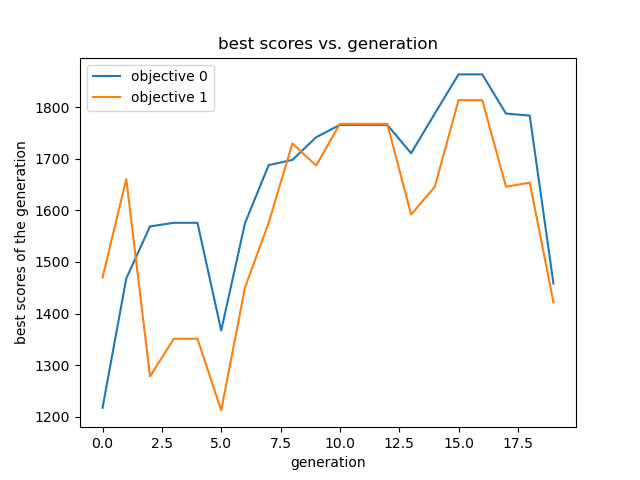 best scores vs. generation
objective 0
objective 1
best scores of the generation
1800
1700
1600
1500
1400
1300
1200
0.0 2.5 5.0 7.5 10.0 12.5 15.0 17.5
generation